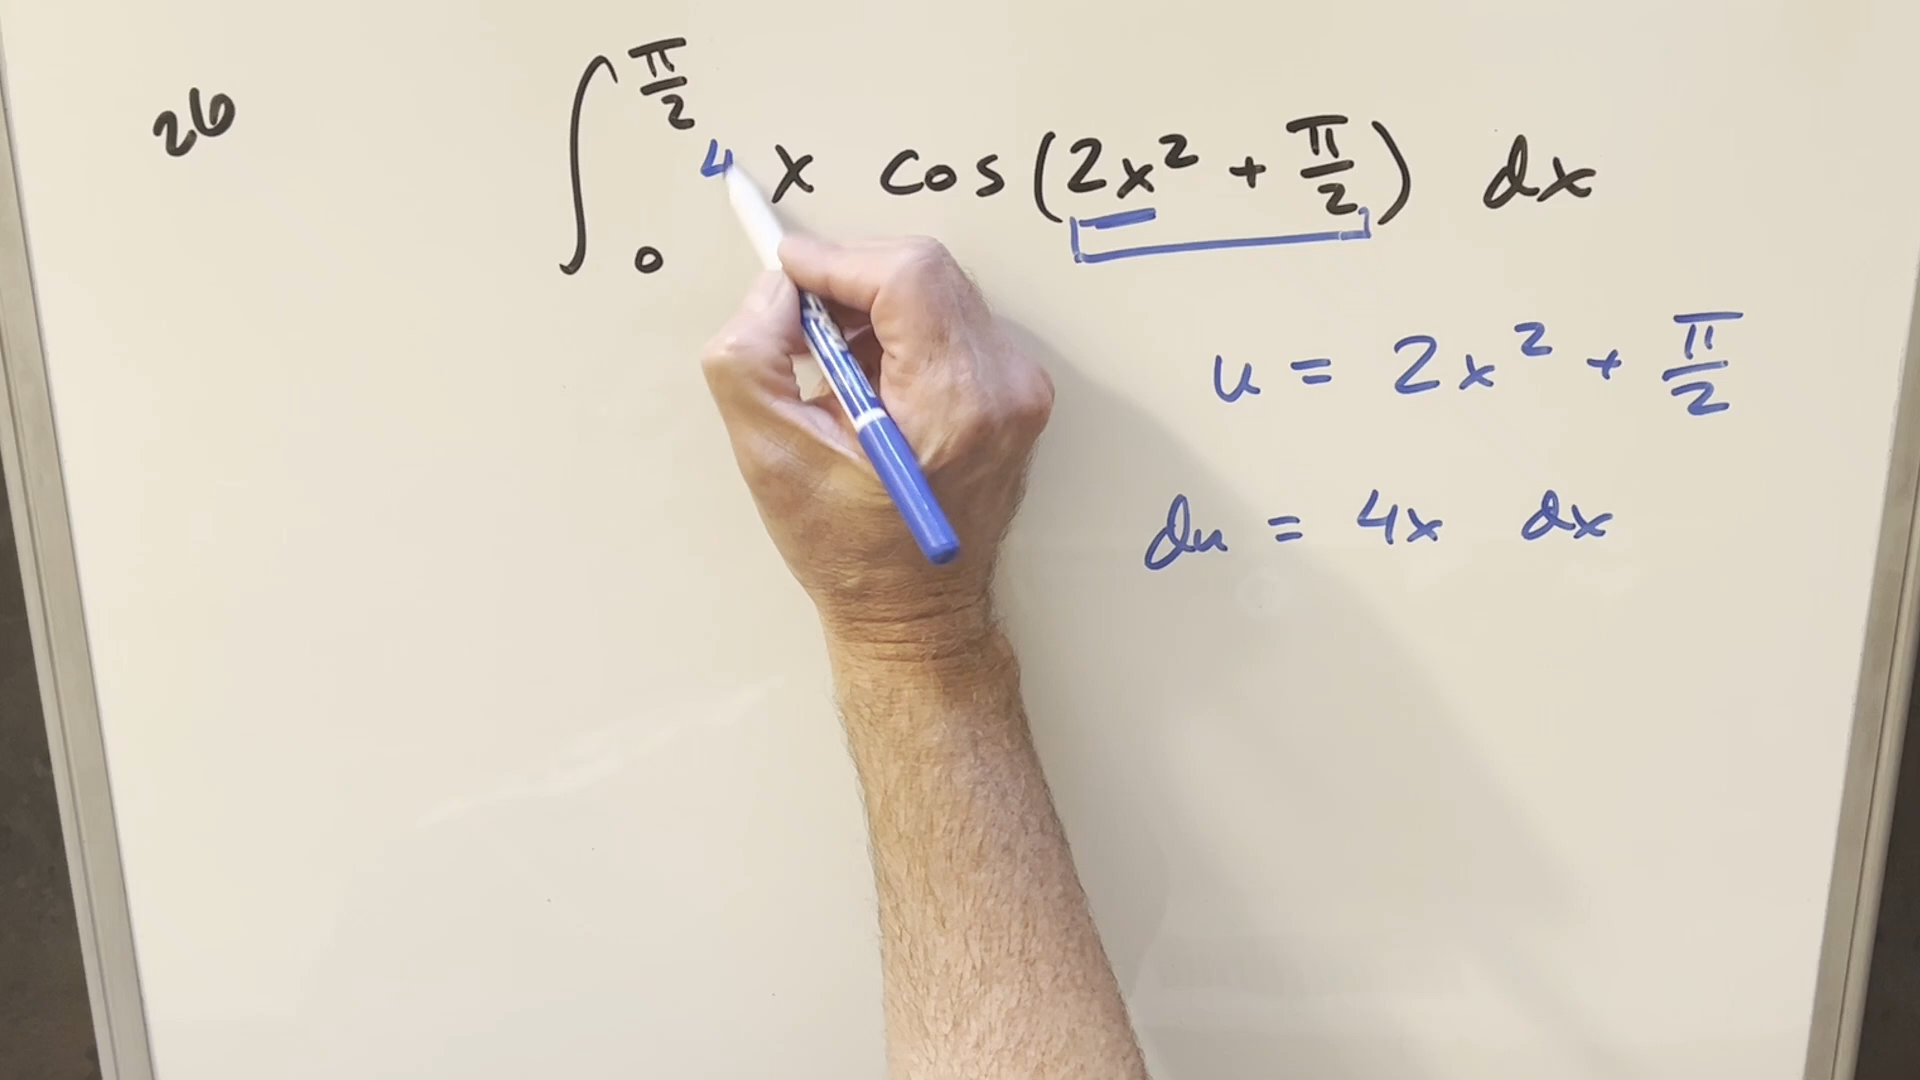 26
∫₀^(π/2) 4 x cos(2x² + π/2) dx
u = 2x² + π/2
du = 4x dx